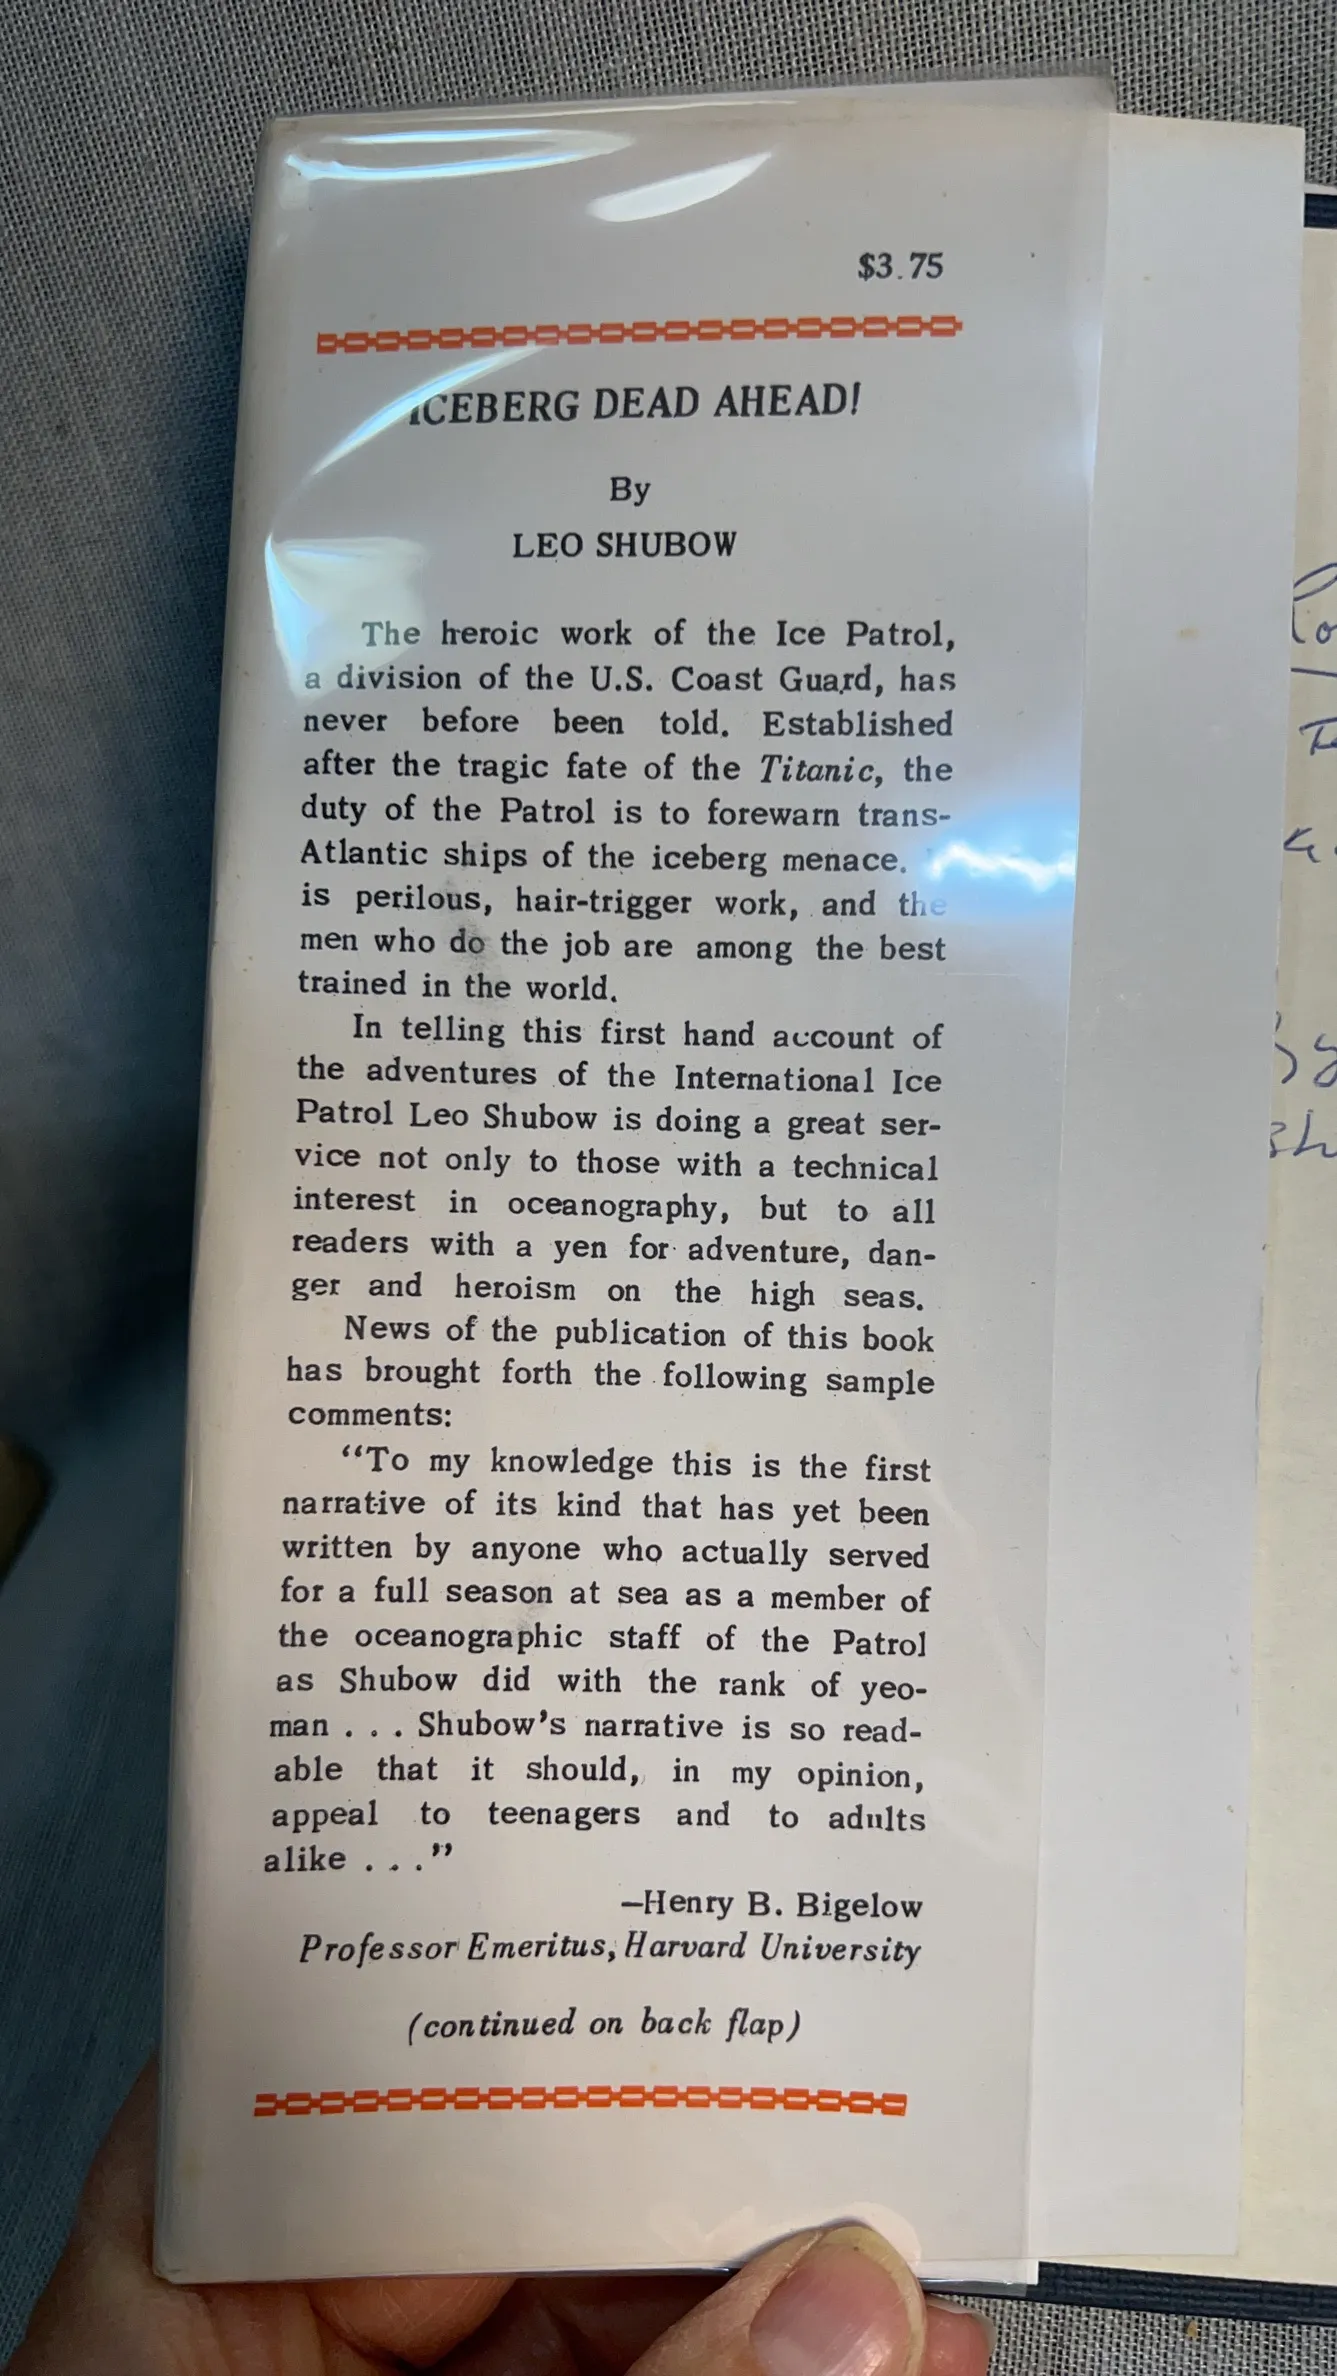 $3.75
ICEBERG DEAD AHEAD!
By
LEO SHUBOW
The heroic work of the Ice Patrol,
a division of the U.S. Coast Guard, has
never before been told. Established
after the tragic fate of the Titanic, the
duty of the Patrol is to forewarn trans-
Atlantic ships of the iceberg menace.
is perilous, hair-trigger work, and the
men who do the job are among the best
trained in the world.
In telling this first hand account of
the adventures of the International Ice
Patrol Leo Shubow is doing a great ser-
vice not only to those with a technical
interest in oceanography, but to all
readers with a yen for adventure, dan-
ger and heroism on the high seas.
News of the publication of this book
has brought forth the following sample
comments:
“To my knowledge this is the first
narrative of its kind that has yet been
written by anyone who actually served
for a full season at sea as a member of
the oceanographic staff of the Patrol
as Shubow did with the rank of yeo-
man . . . Shubow’s narrative is so read-
able that it should, in my opinion,
appeal to teenagers and to adults
alike . . .”
—Henry B. Bigelow
Professor Emeritus, Harvard University
(continued on back flap)